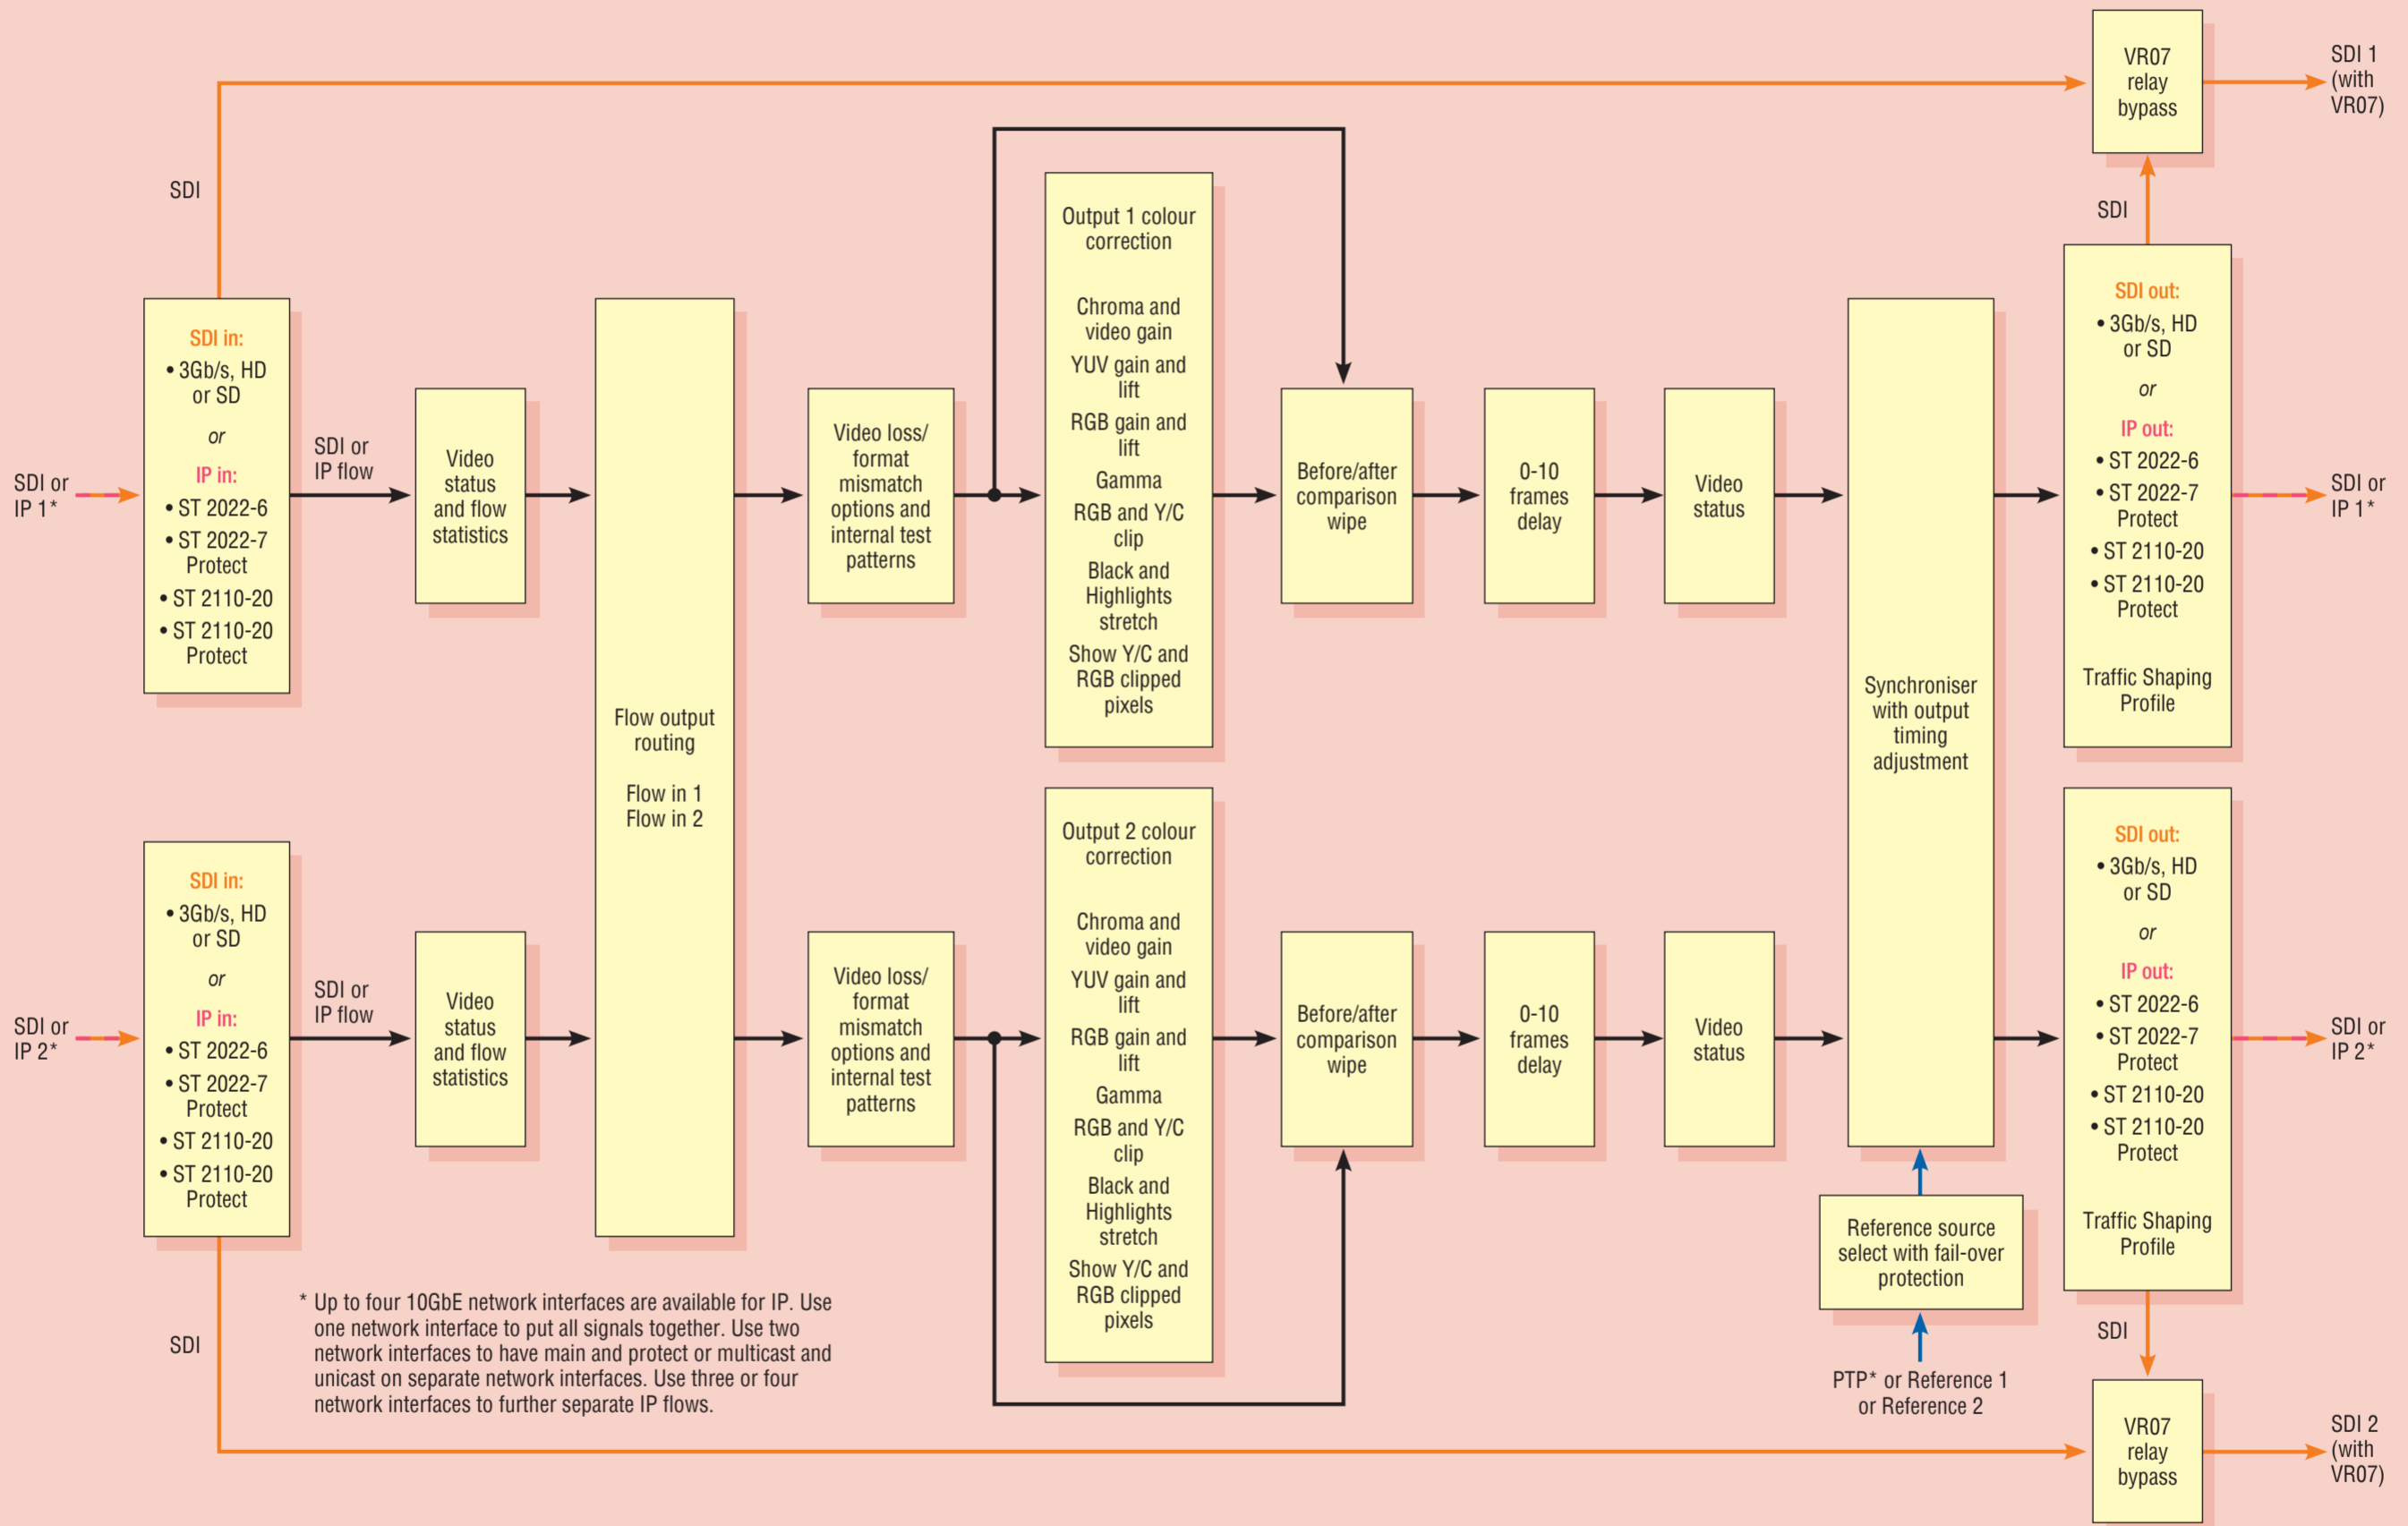 VR07
relay
bypass
SDI 1
(with
VR07)
SDI
SDI
SDI or
IP 1*
SDI in:
• 3Gb/s, HD
or SD
or
IP in:
• ST 2022-6
• ST 2022-7
Protect
• ST 2110-20
• ST 2110-20
Protect
SDI or
IP flow
Video
status
and flow
statistics
Flow output
routing
Flow in 1
Flow in 2
Video loss/
format
mismatch
options and
internal test
patterns
Output 1 colour
correction
Chroma and
video gain
YUV gain and
lift
RGB gain and
lift
Gamma
RGB and Y/C
clip
Black and
Highlights
stretch
Show Y/C and
RGB clipped
pixels
Before/after
comparison
wipe
0-10
frames
delay
Video
status
Synchroniser
with output
timing
adjustment
SDI out:
• 3Gb/s, HD
or SD
or
IP out:
• ST 2022-6
• ST 2022-7
Protect
• ST 2110-20
• ST 2110-20
Protect
Traffic Shaping
Profile
SDI or
IP 1*
SDI or
IP 2*
SDI in:
• 3Gb/s, HD
or SD
or
IP in:
• ST 2022-6
• ST 2022-7
Protect
• ST 2110-20
• ST 2110-20
Protect
SDI or
IP flow
Video
status
and flow
statistics
Video loss/
format
mismatch
options and
internal test
patterns
Output 2 colour
correction
Chroma and
video gain
YUV gain and
lift
RGB gain and
lift
Gamma
RGB and Y/C
clip
Black and
Highlights
stretch
Show Y/C and
RGB clipped
pixels
Before/after
comparison
wipe
0-10
frames
delay
Video
status
SDI out:
• 3Gb/s, HD
or SD
or
IP out:
• ST 2022-6
• ST 2022-7
Protect
• ST 2110-20
• ST 2110-20
Protect
Traffic Shaping
Profile
SDI or
IP 2*
Reference source
select with fail-over
protection
PTP* or Reference 1
or Reference 2
* Up to four 10GbE network interfaces are available for IP. Use
one network interface to put all signals together. Use two
network interfaces to have main and protect or multicast and
unicast on separate network interfaces. Use three or four
network interfaces to further separate IP flows.
SDI
SDI
VR07
relay
bypass
SDI 2
(with
VR07)